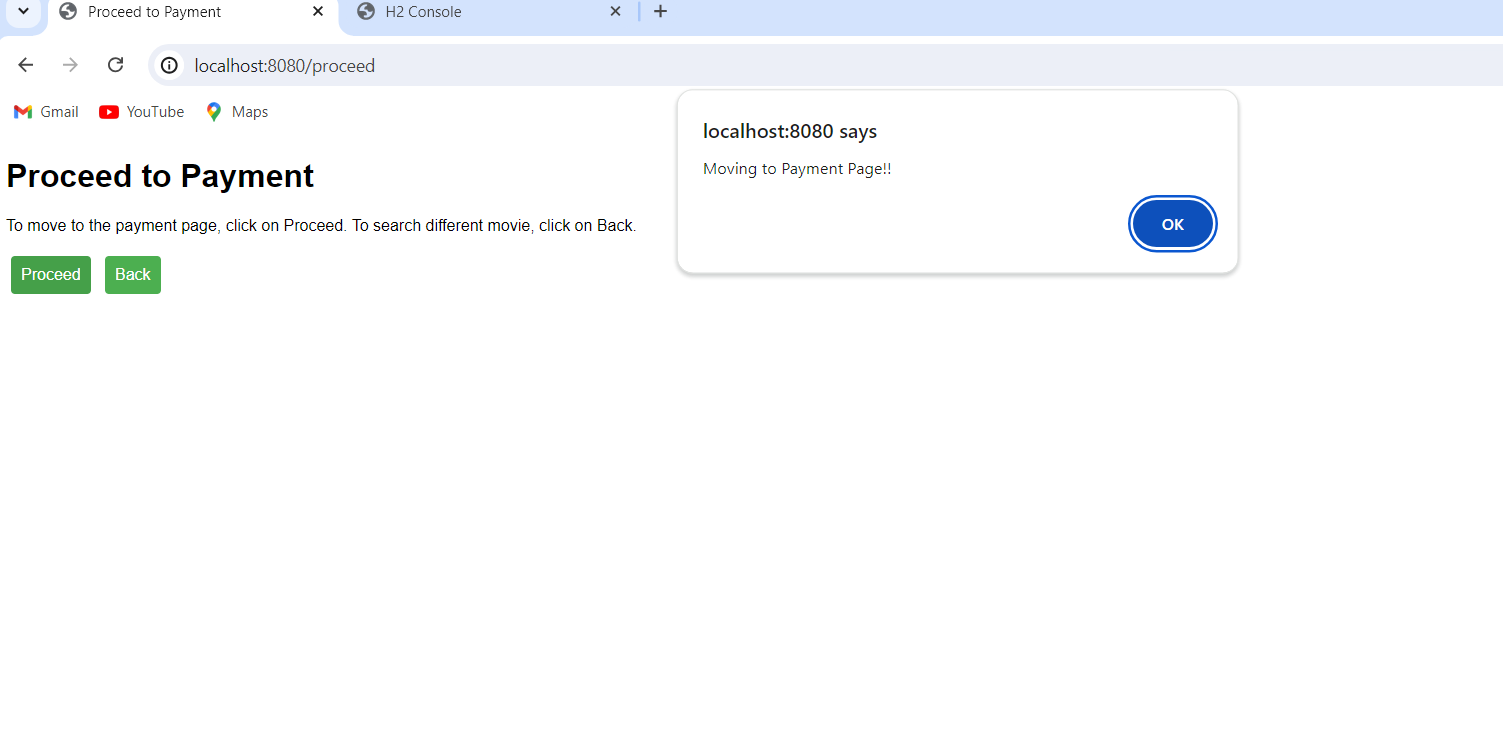 Proceed to Payment
H2 Console
localhost:8080/proceed
Gmail
YouTube
Maps
localhost:8080 says
Moving to Payment Page!!
OK
Proceed to Payment
To move to the payment page, click on Proceed. To search different movie, click on Back.
Proceed
Back